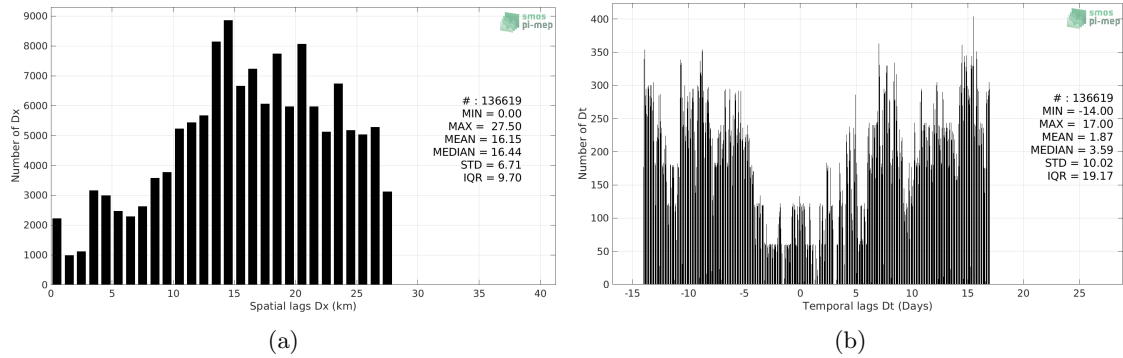 9000
8000
7000
6000
5000
4000
3000
2000
1000
0
Number of Dx
smos
pi-mep
# : 136619
MIN = 0.00
MAX = 27.50
MEAN = 16.15
MEDIAN = 16.44
STD = 6.71
IQR = 9.70
0 5 10 15 20 25 30 35 40
Spatial lags Dx (km)
(a)
400
350
300
250
200
150
100
50
0
Number of Dt
smos
pi-mep
# : 136619
MIN = -14.00
MAX = 17.00
MEAN = 1.87
MEDIAN = 3.59
STD = 10.02
IQR = 19.17
-15 -10 -5 0 5 10 15 20 25
Temporal lags Dt (Days)
(b)